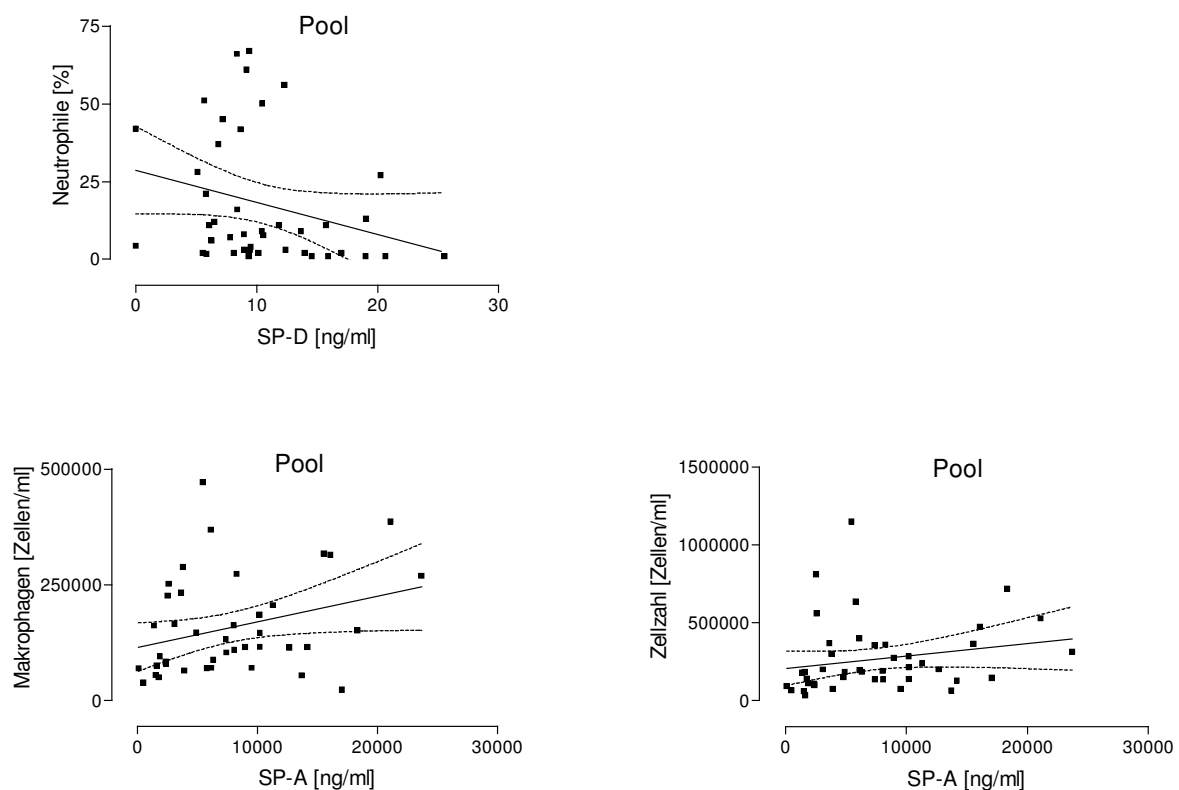 Pool
75
50
25
0
Neutrophile [%]
0 10 20 30
SP-D [ng/ml]
Pool
500000
250000
0
Makrophagen [Zellen/ml]
0 10000 20000 30000
SP-A [ng/ml]
Pool
1500000
1000000
500000
0
Zellzahl [Zellen/ml]
0 10000 20000 30000
SP-A [ng/ml]